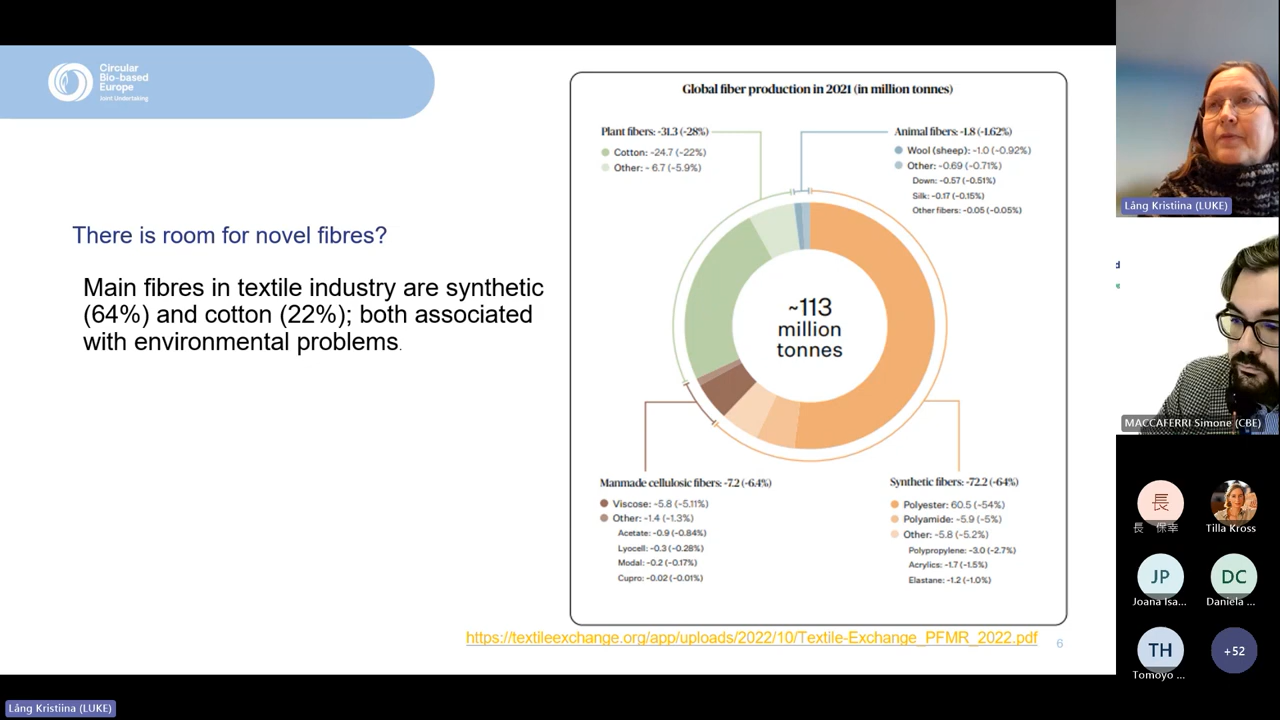 Circular
Bio-based
Europe
Joint Undertaking
There is room for novel fibres?
Main fibres in textile industry are synthetic
(64%) and cotton (22%); both associated
with environmental problems.
Global fiber production in 2021 (in million tonnes)
Plant fibers: ~31.3 (~28%)
Cotton: ~24.7 (~22%)
Other: ~ 6.7 (~5.9%)
Animal fibers: ~1.8 (~1.62%)
Wool (sheep): ~1.0 (~0.92%)
Other: ~0.69 (~0.71%)
Down: ~0.57 (~0.51%)
Silk: ~0.17 (~0.15%)
Other fibers: ~0.05 (~0.05%)
~113
million
tonnes
Manmade cellulosic fibers: ~7.2 (~6.4%)
Viscose: ~5.8 (~5.11%)
Other: ~1.4 (~1.3%)
Acetate: ~0.9 (~0.84%)
Lyocell: ~0.3 (~0.28%)
Modal: ~0.2 (~0.17%)
Cupro: ~0.02 (~0.01%)
Synthetic fibers: ~72.2 (~64%)
Polyester: 60.5 (~54%)
Polyamide: ~5.9 (~5%)
Other: ~5.8 (~5.2%)
Polypropylene: ~3.0 (~2.7%)
Acrylics: ~1.7 (~1.5%)
Elastane: ~1.2 (~1.0%)
https://textileexchange.org/app/uploads/2022/10/Textile-Exchange_PFMR_2022.pdf
6
Lång Kristiina (LUKE)
MACCAFERRI Simone (CBE)
長
長 保幸
Tilla Kross
JP
Joana Isa...
DC
Daniela ...
TH
Tomoyo ...
+52
Lång Kristiina (LUKE)